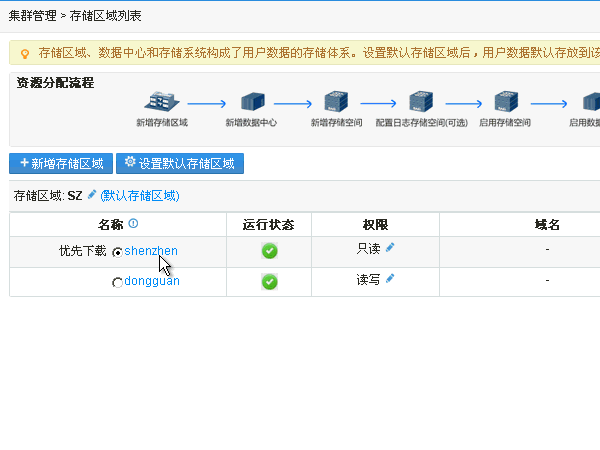 集群管理 > 存储区域列表
存储区域、数据中心和存储系统构成了用户数据的存储体系。设置默认存储区域后，用户数据默认存放到该
资源分配流程
新增存储区域 新增数据中心 新增存储空间 配置日志存储空间(可选) 启用存储空间 启用数据
+新增存储区域 设置默认存储区域
存储区域: SZ (默认存储区域)
名称 运行状态 权限 域名
优先下载 shenzhen 只读 -
dongguan 读写 -